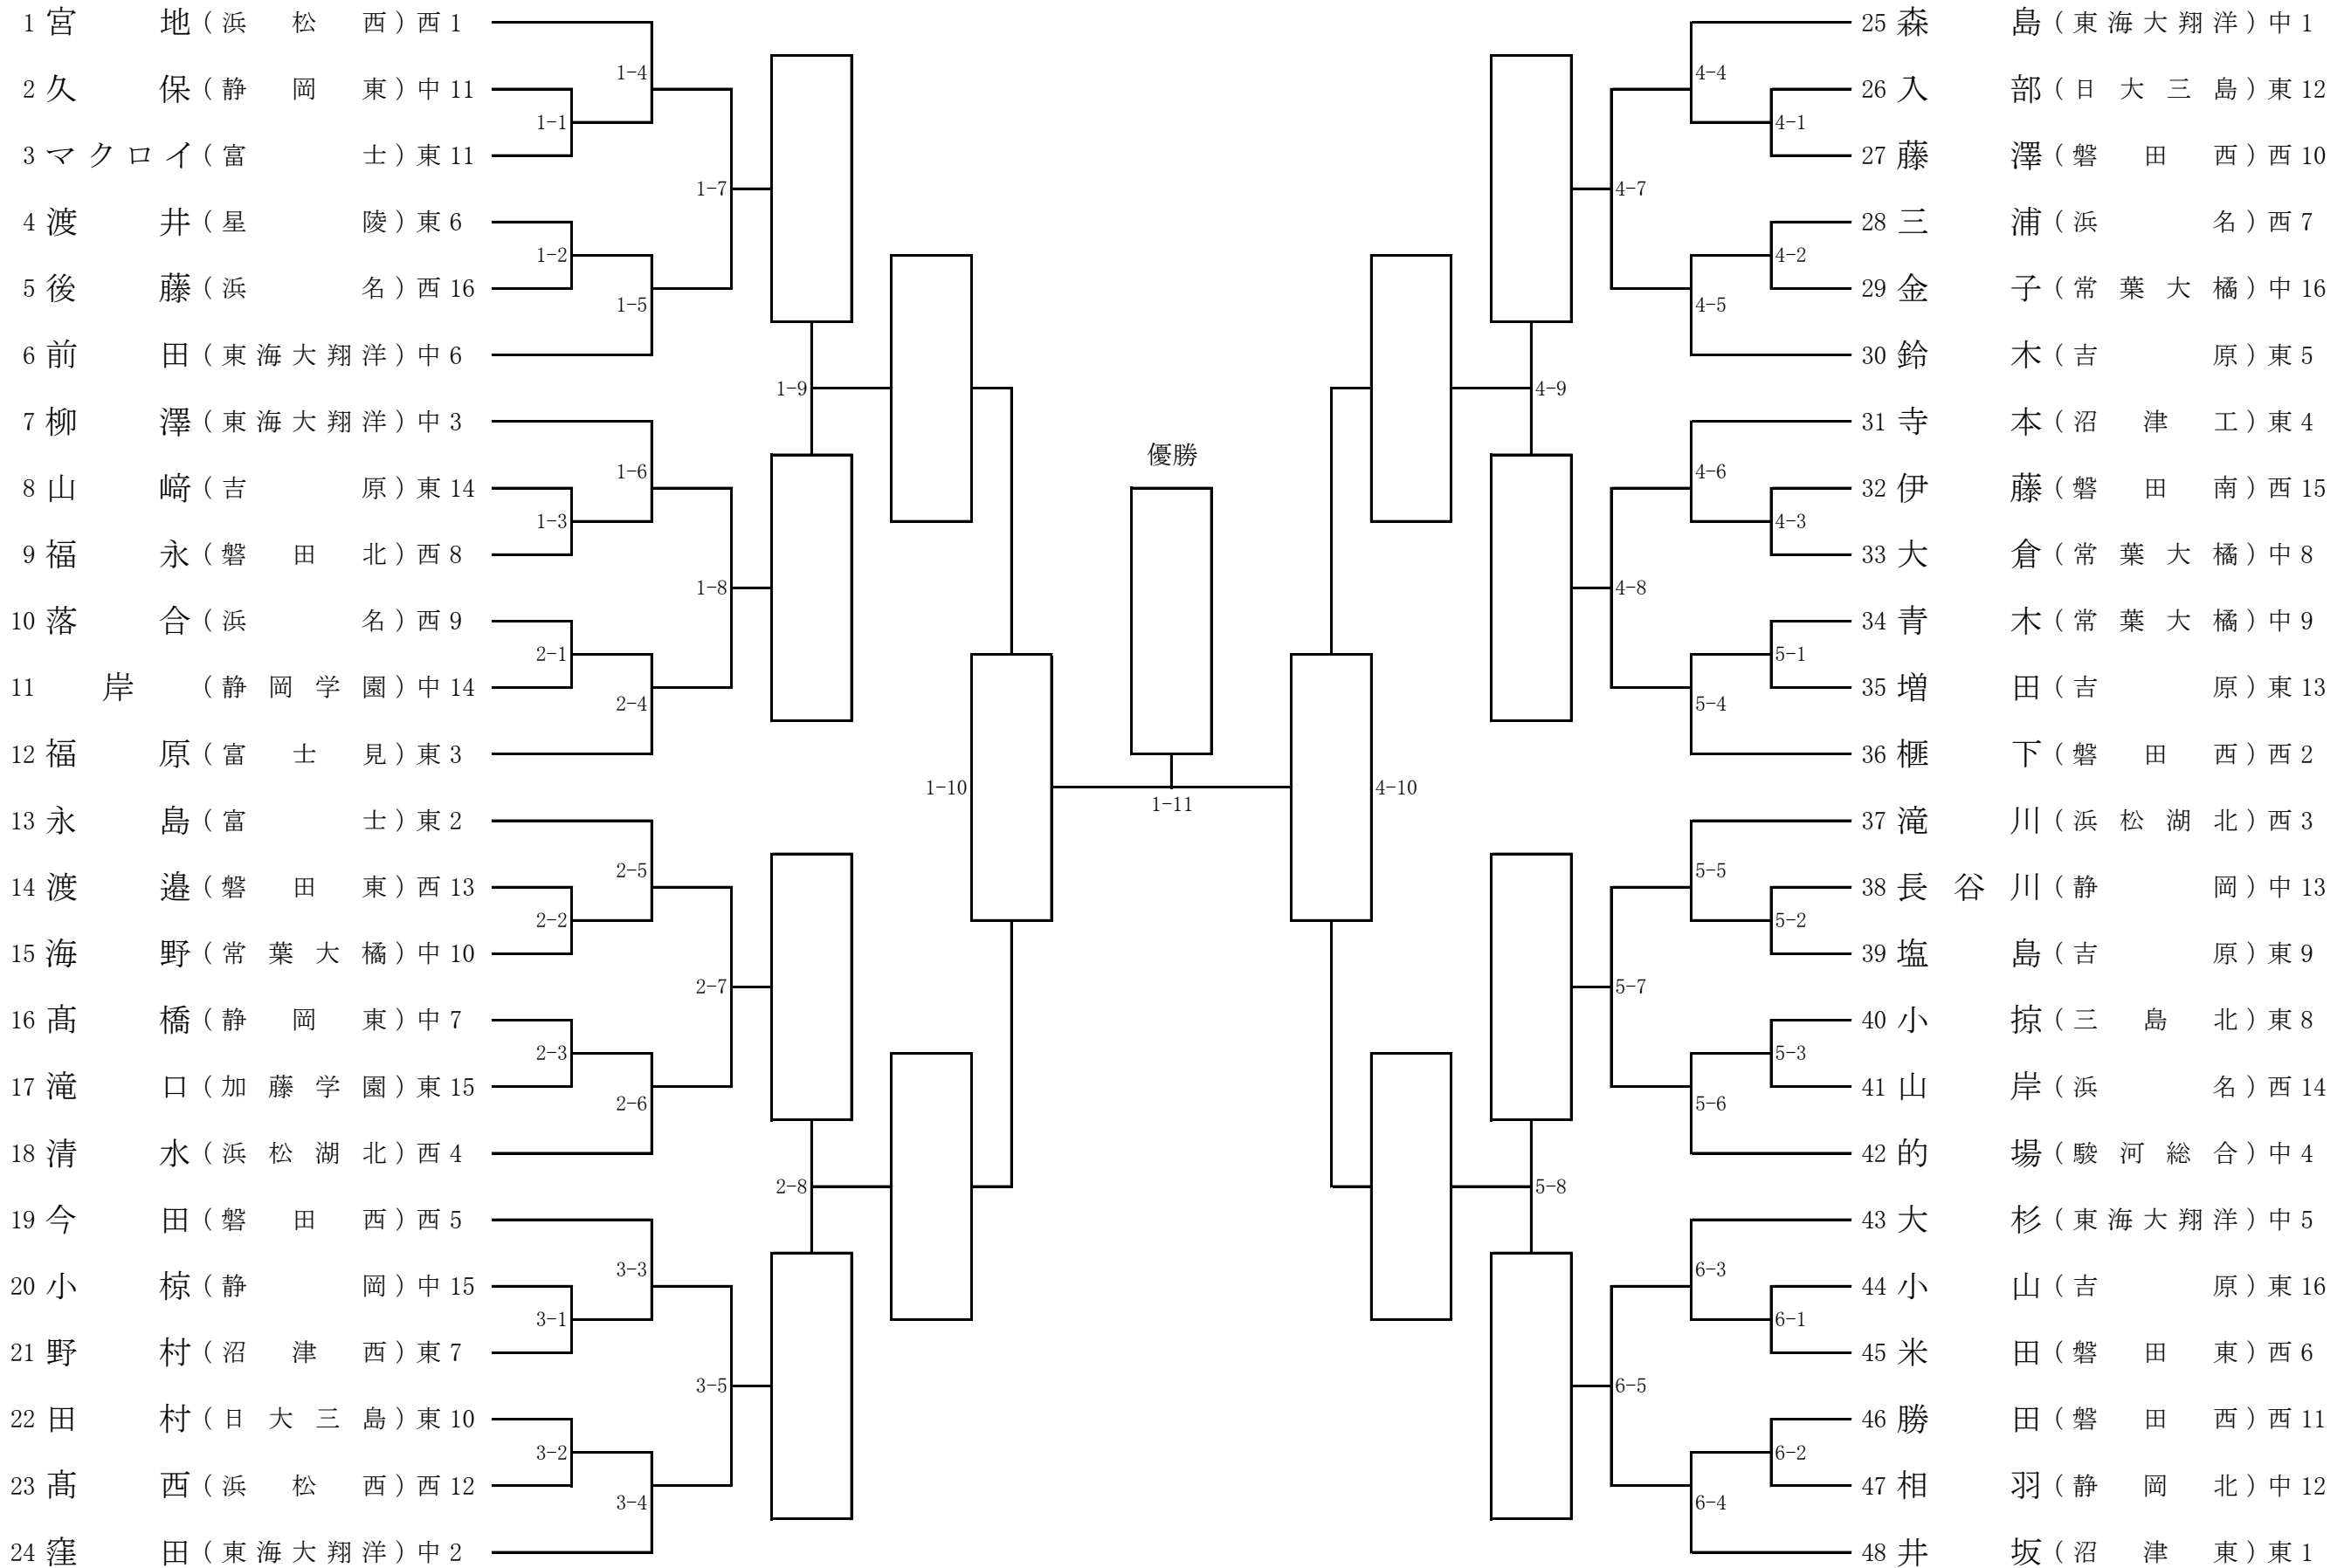 1 宮地（浜松西）西 1
2 久保（静岡東）中 11
3 マクロイ（富士）東 11
4 渡井（星陵）東 6
5 後藤（浜名）西 16
6 前田（東海大翔洋）中 6
7 柳澤（東海大翔洋）中 3
8 山﨑（吉原）東 14
9 福永（磐田北）西 8
10 落合（浜名）西 9
11 岸（静岡学園）中 14
12 福原（富士見）東 3
13 永島（富士）東 2
14 渡邉（磐田東）西 13
15 海野（常葉大橘）中 10
16 髙橋（静岡東）中 7
17 滝口（加藤学園）東 15
18 清水（浜松湖北）西 4
19 今田（磐田西）西 5
20 小椋（静岡）中 15
21 野村（沼津西）東 7
22 田村（日大三島）東 10
23 髙西（浜松西）西 12
24 窪田（東海大翔洋）中 2
1-4
1-1
1-7
1-2
1-5
1-9
1-6
1-3
1-8
2-1
2-4
1-10
2-5
2-2
2-7
2-3
2-6
2-8
3-3
3-1
3-5
3-2
3-4
優勝
1-11
4-4
4-1
4-7
4-2
4-5
4-9
4-6
4-3
4-8
5-1
5-4
4-10
5-5
5-2
5-7
5-3
5-6
5-8
6-3
6-1
6-5
6-2
6-4
25 森島（東海大翔洋）中 1
26 入部（日大三島）東 12
27 藤澤（磐田西）西 10
28 三浦（浜名）西 7
29 金子（常葉大橘）中 16
30 鈴木（吉原）東 5
31 寺本（沼津工）東 4
32 伊藤（磐田南）西 15
33 大倉（常葉大橘）中 8
34 青木（常葉大橘）中 9
35 増田（吉原）東 13
36 榧下（磐田西）西 2
37 滝川（浜松湖北）西 3
38 長谷川（静岡）中 13
39 塩島（吉原）東 9
40 小掠（三島北）東 8
41 山岸（浜名）西 14
42 的場（駿河総合）中 4
43 大杉（東海大翔洋）中 5
44 小山（吉原）東 16
45 米田（磐田東）西 6
46 勝田（磐田西）西 11
47 相羽（静岡北）中 12
48 井坂（沼津東）東 1